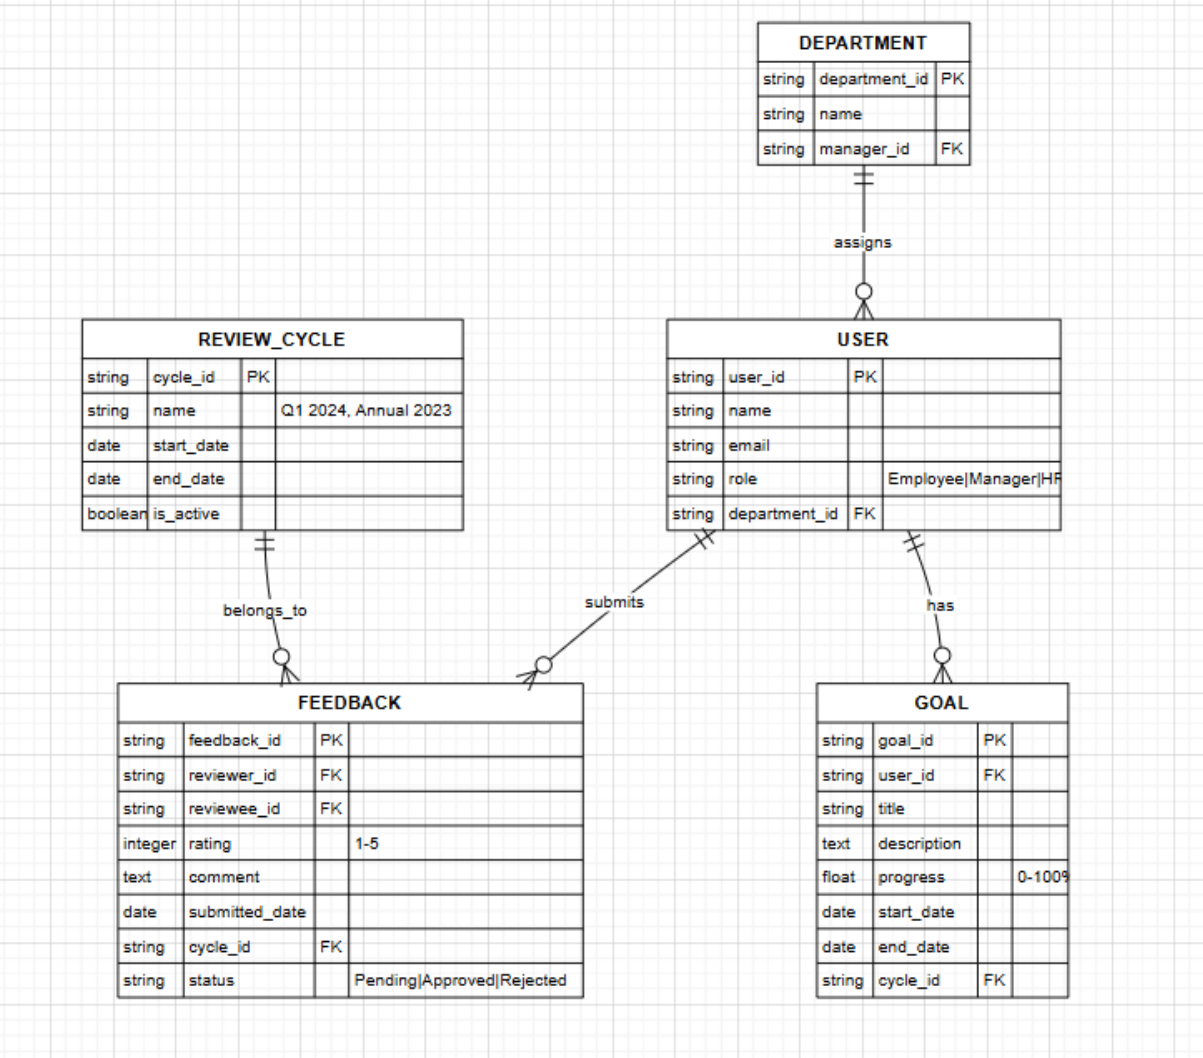 DEPARTMENT
string department_id PK
string name
string manager_id FK
assigns
REVIEW_CYCLE
string cycle_id PK
string name Q1 2024, Annual 2023
date start_date
date end_date
boolean is_active
USER
string user_id PK
string name
string email
string role Employee|Manager|HR
string department_id FK
belongs_to
submits
has
FEEDBACK
string feedback_id PK
string reviewer_id FK
string reviewee_id FK
integer rating 1-5
text comment
date submitted_date
string cycle_id FK
string status Pending|Approved|Rejected
GOAL
string goal_id PK
string user_id FK
string title
text description
float progress 0-100%
date start_date
date end_date
string cycle_id FK